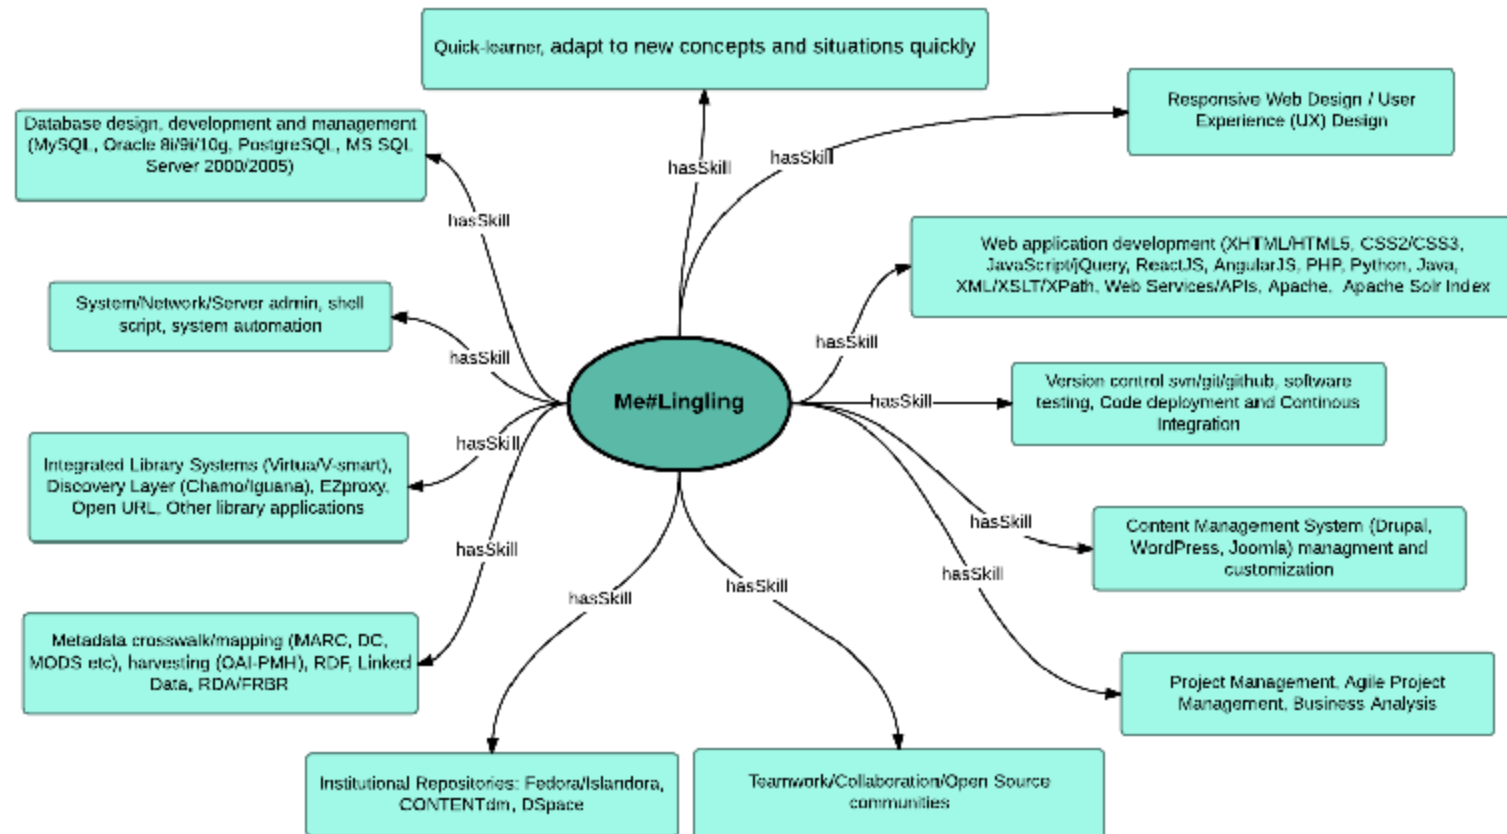 Quick-learner, adapt to new concepts and situations quickly
Responsive Web Design / User
Experience (UX) Design
Database design, development and management
(MySQL, Oracle 8i/9i/10g, PostgreSQL, MS SQL
Server 2000/2005)
hasSkill
hasSkill
hasSkill
Web application development (XHTML/HTML5, CSS2/CSS3,
JavaScript/jQuery, ReactJS, AngularJS, PHP, Python, Java,
XML/XSLT/XPath, Web Services/APIs, Apache, Apache Solr Index
System/Network/Server admin, shell
script, system automation
hasSkill
hasSkill
Me#Lingling
hasSkill
Version control svn/git/github, software
testing, Code deployment and Continous
Integration
hasSkill
Integrated Library Systems (Virtua/V-smart),
Discovery Layer (Chamo/Iguana), EZproxy,
Open URL, Other library applications
hasSkill
Content Management System (Drupal,
WordPress, Joomla) managment and
customization
hasSkill
hasSkill
hasSkill
hasSkill
Metadata crosswalk/mapping (MARC, DC,
MODS etc), harvesting (OAI-PMH), RDF, Linked
Data, RDA/FRBR
Project Management, Agile Project
Management, Business Analysis
Institutional Repositories: Fedora/Islandora,
CONTENTdm, DSpace
Teamwork/Collaboration/Open Source
communities